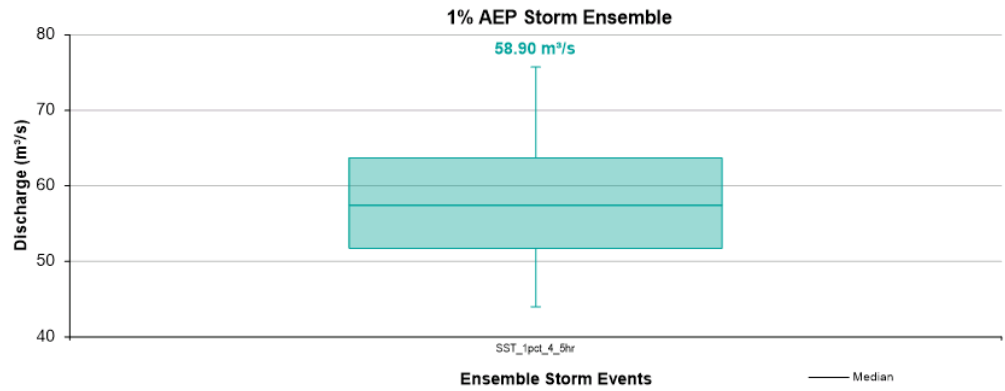 1% AEP Storm Ensemble
58.90 m³/s
80
70
60
50
40
Discharge (m³/s)
SST_1pct_4_5hr
Ensemble Storm Events
Median